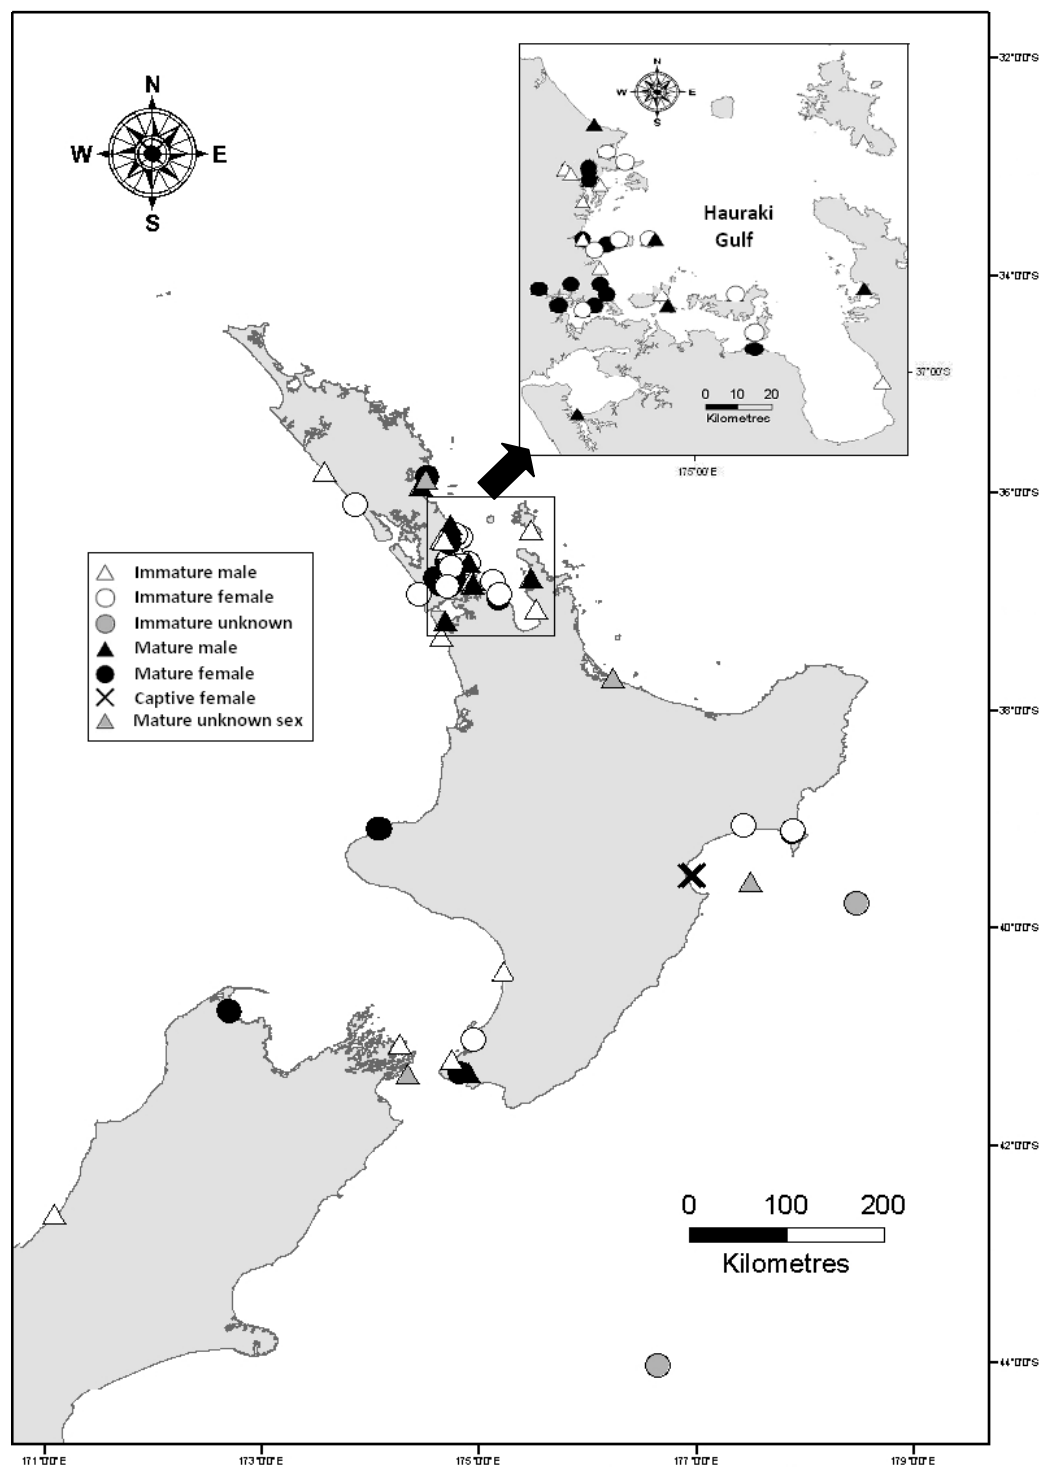 N
W E
S
N
W E
S
Hauraki
Gulf
0 10 20
Kilometres
37°00'S
175°00'E
32°00'S
34°00'S
36°00'S
38°00'S
40°00'S
42°00'S
44°00'S
Immature male
Immature female
Immature unknown
Mature male
Mature female
Captive female
Mature unknown sex
0 100 200
Kilometres
171°00'E 173°00'E 175°00'E 177°00'E 179°00'E